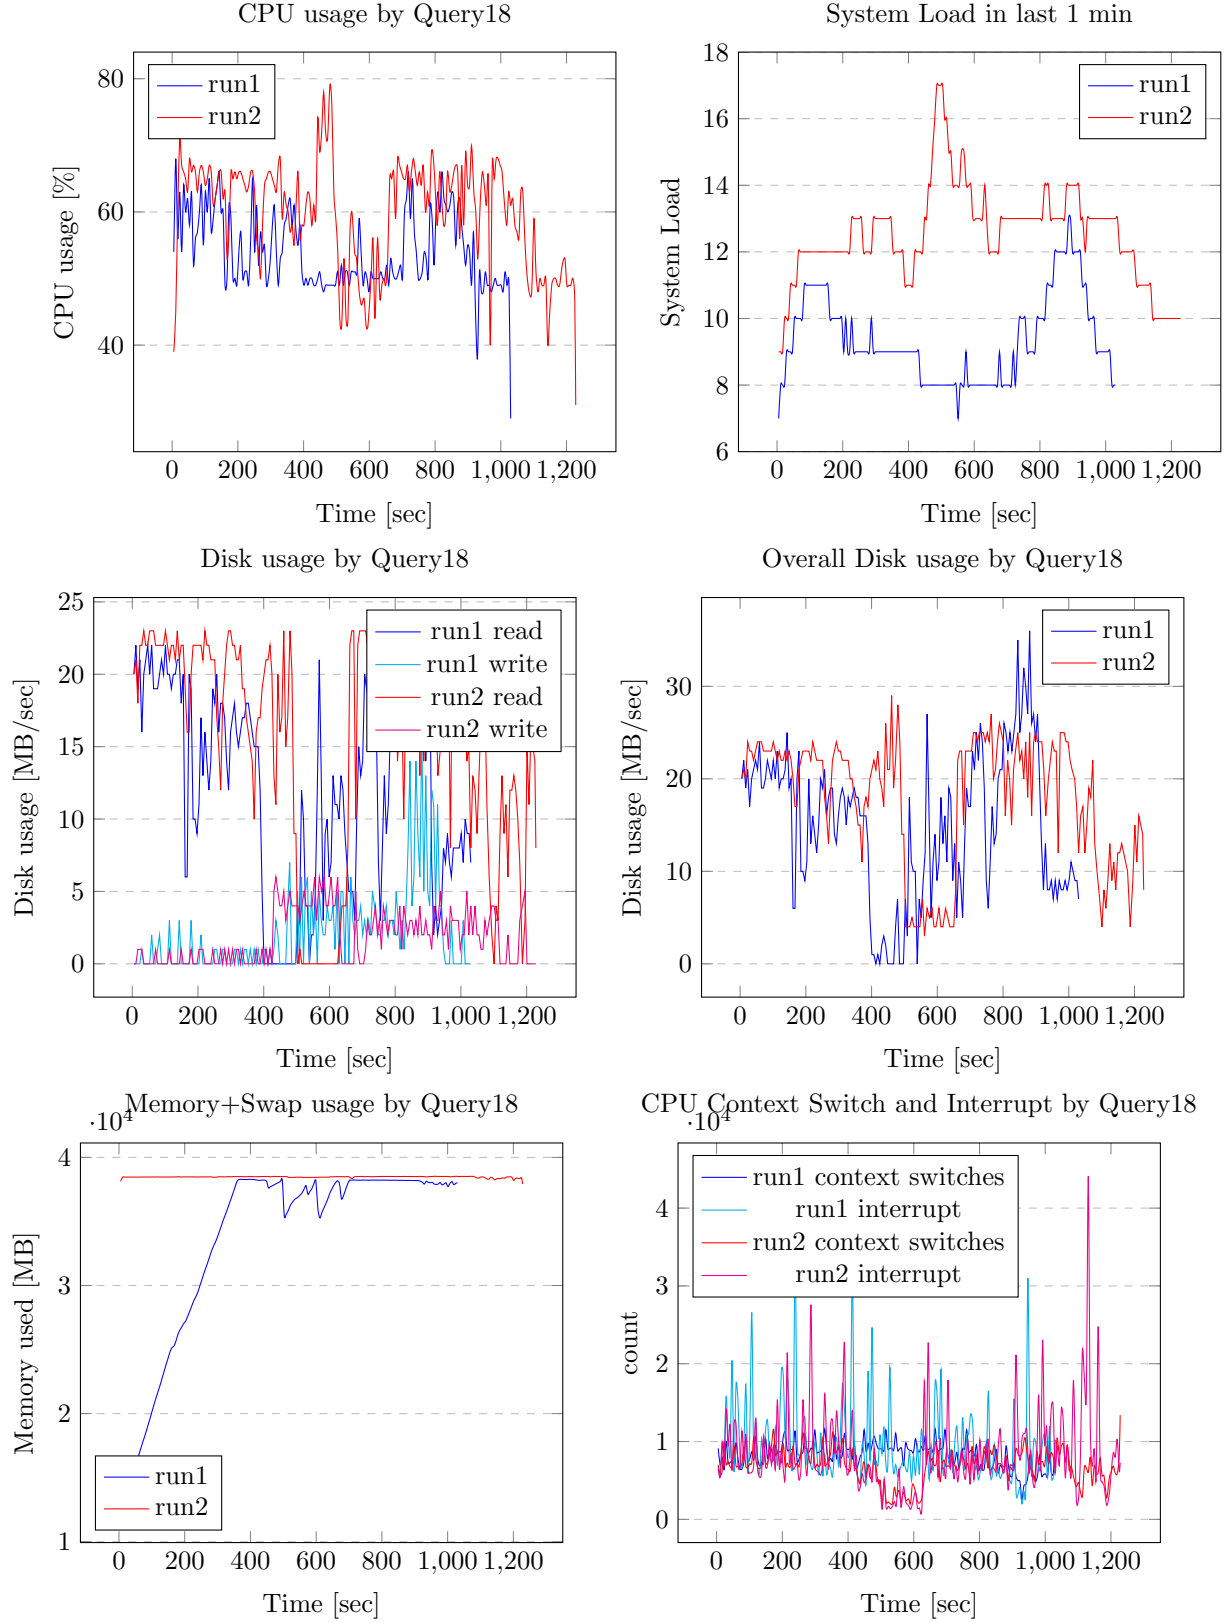 CPU usage by Query18
80
60
40
CPU usage [%]
run1
run2
0 200 400 600 800 1,000 1,200
Time [sec]
System Load in last 1 min
18
16
14
12
10
8
6
System Load
run1
run2
0 200 400 600 800 1,000 1,200
Time [sec]
Disk usage by Query18
25
20
15
10
5
0
Disk usage [MB/sec]
run1 read
run1 write
run2 read
run2 write
0 200 400 600 800 1,000 1,200
Time [sec]
Overall Disk usage by Query18
30
20
10
0
Disk usage [MB/sec]
run1
run2
0 200 400 600 800 1,000 1,200
Time [sec]
Memory+Swap usage by Query18
·10⁴
4
3
2
1
Memory used [MB]
run1
run2
0 200 400 600 800 1,000 1,200
Time [sec]
CPU Context Switch and Interrupt by Query18
·10⁴
4
3
2
1
0
count
run1 context switches
run1 interrupt
run2 context switches
run2 interrupt
0 200 400 600 800 1,000 1,200
Time [sec]